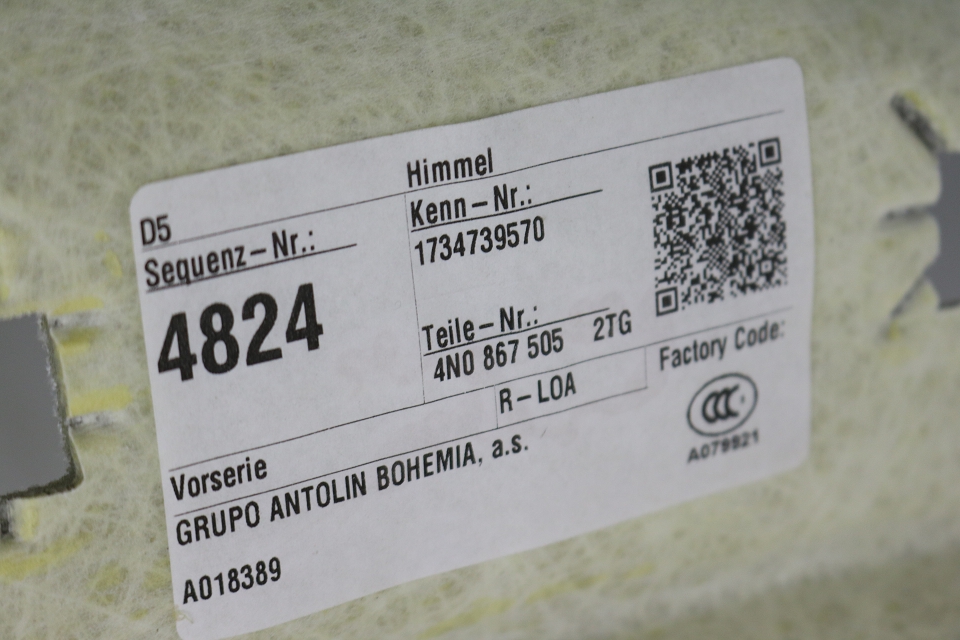 Himmel
D5
Sequenz-Nr.:
4824
Kenn-Nr.:
1734739570
Teile-Nr.:
4N0 867 505 2TG
R-LOA
Factory Code:
CCC
A079921
Vorserie
GRUPO ANTOLIN BOHEMIA, a.s.
A018389